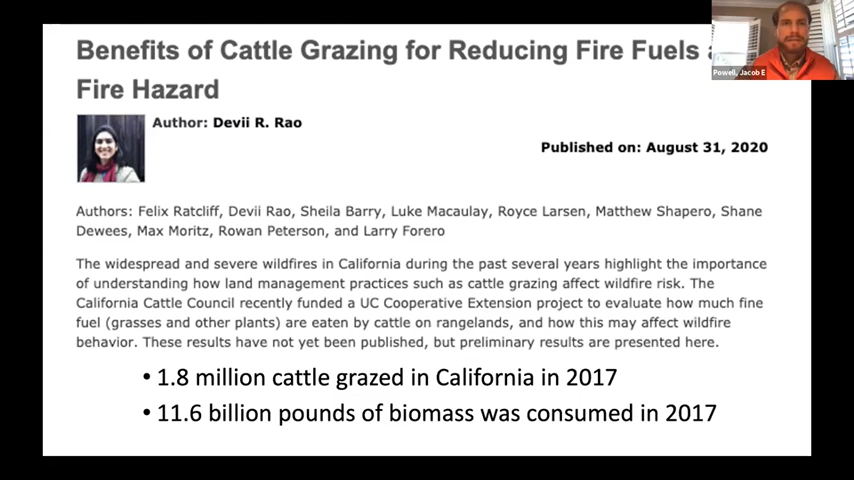 Benefits of Cattle Grazing for Reducing Fire Fuels
Fire Hazard
Powell, Jacob E
Author: Devii R. Rao
Published on: August 31, 2020
Authors: Felix Ratcliff, Devii Rao, Sheila Barry, Luke Macaulay, Royce Larsen, Matthew Shapero, Shane
Dewees, Max Moritz, Rowan Peterson, and Larry Forero
The widespread and severe wildfires in California during the past several years highlight the importance
of understanding how land management practices such as cattle grazing affect wildfire risk. The
California Cattle Council recently funded a UC Cooperative Extension project to evaluate how much fine
fuel (grasses and other plants) are eaten by cattle on rangelands, and how this may affect wildfire
behavior. These results have not yet been published, but preliminary results are presented here.
• 1.8 million cattle grazed in California in 2017
• 11.6 billion pounds of biomass was consumed in 2017